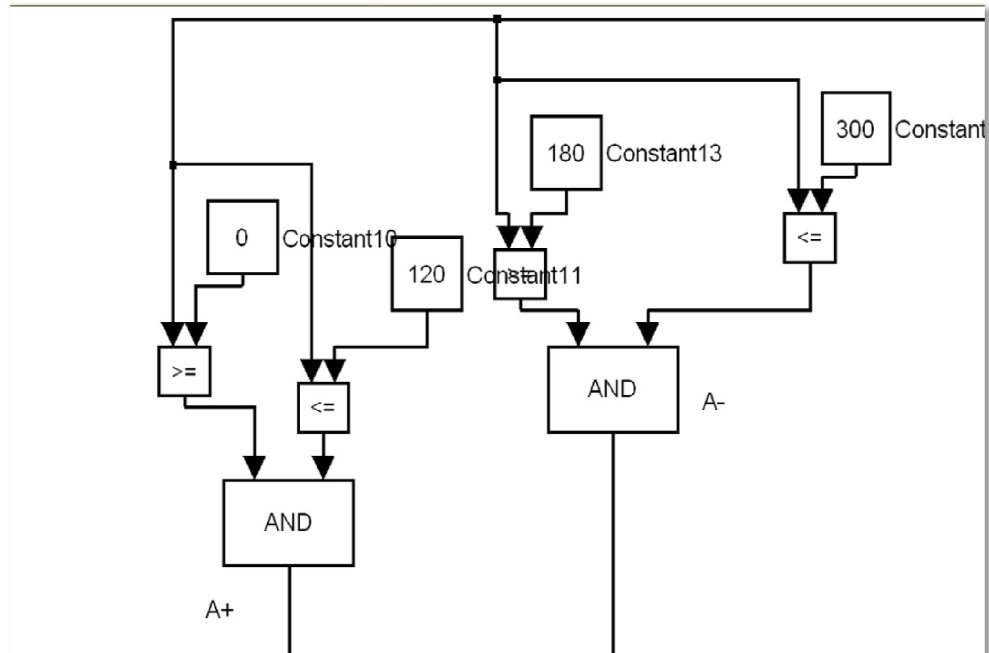 300 Constant
180 Constant13
0 Constant10
<=
120 Constant11
>=
>=
<=
AND
A-
AND
A+